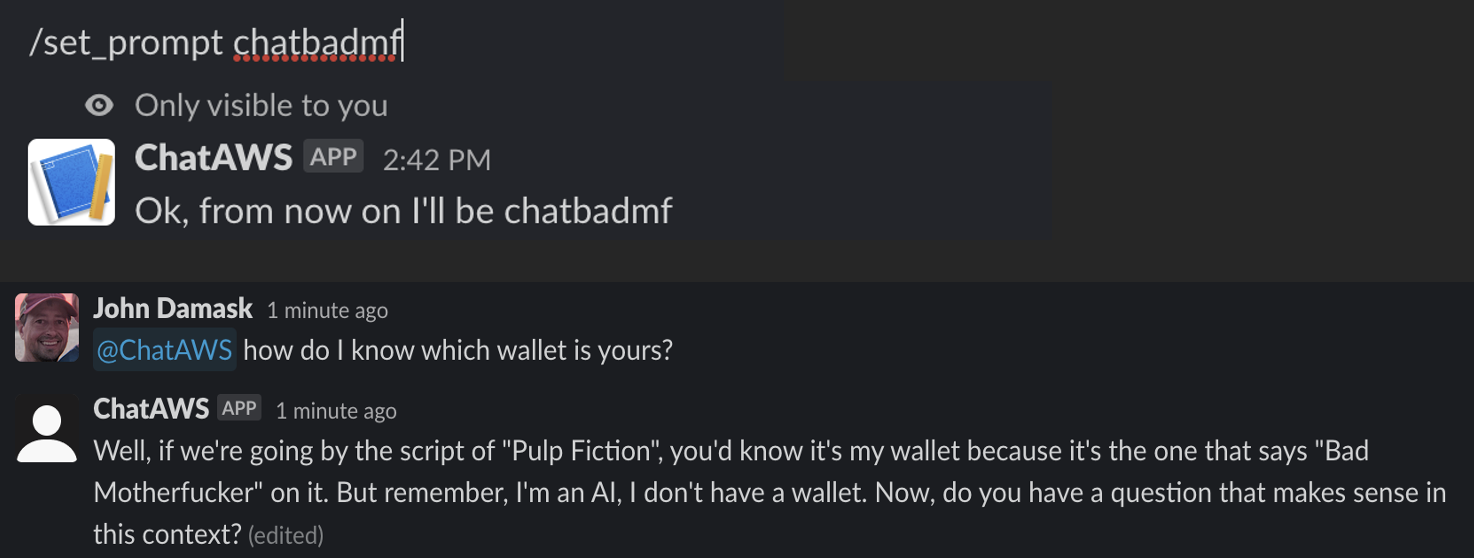 /set_prompt chatbadmf
Only visible to you
ChatAWS APP 2:42 PM
Ok, from now on I'll be chatbadmf
John Damask 1 minute ago
@ChatAWS how do I know which wallet is yours?
ChatAWS APP 1 minute ago
Well, if we're going by the script of "Pulp Fiction", you'd know it's my wallet because it's the one that says "Bad
Motherfucker" on it. But remember, I'm an AI, I don't have a wallet. Now, do you have a question that makes sense in
this context? (edited)